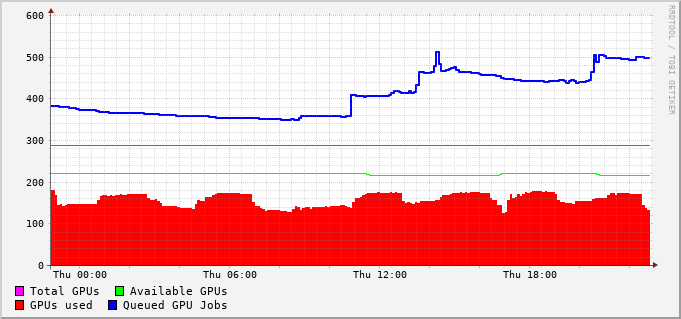 600
500
400
300
200
100
0
Thu 00:00 Thu 06:00 Thu 12:00 Thu 18:00
Total GPUs Available GPUs
GPUs used Queued GPU Jobs
RRDTOOL / TOBI OETIKER